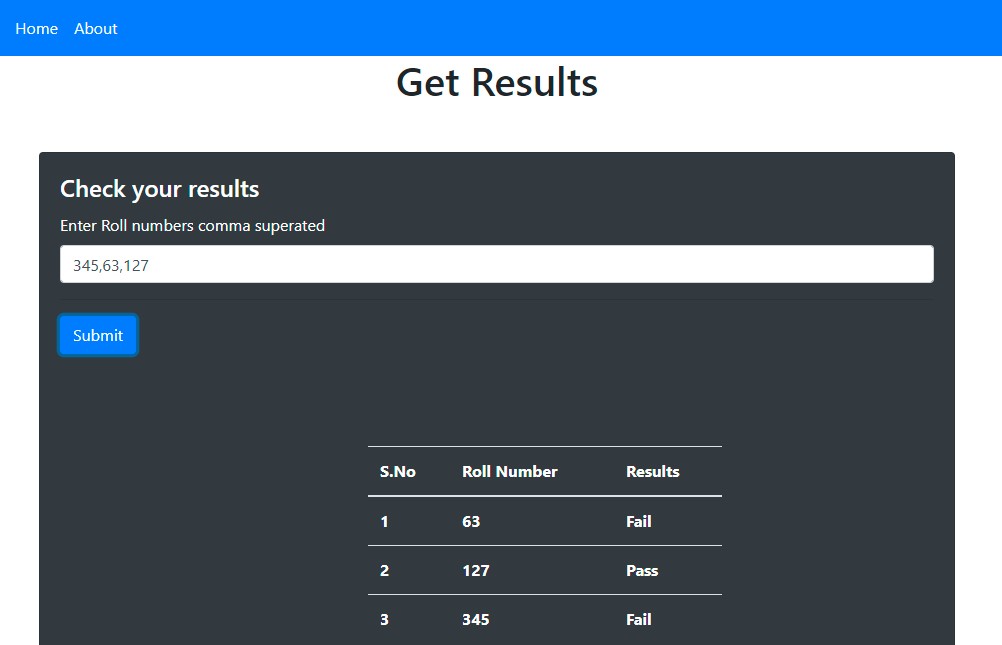 Home About
Get Results
Check your results
Enter Roll numbers comma superated
345,63,127
Submit
S.No Roll Number Results
1 63 Fail
2 127 Pass
3 345 Fail